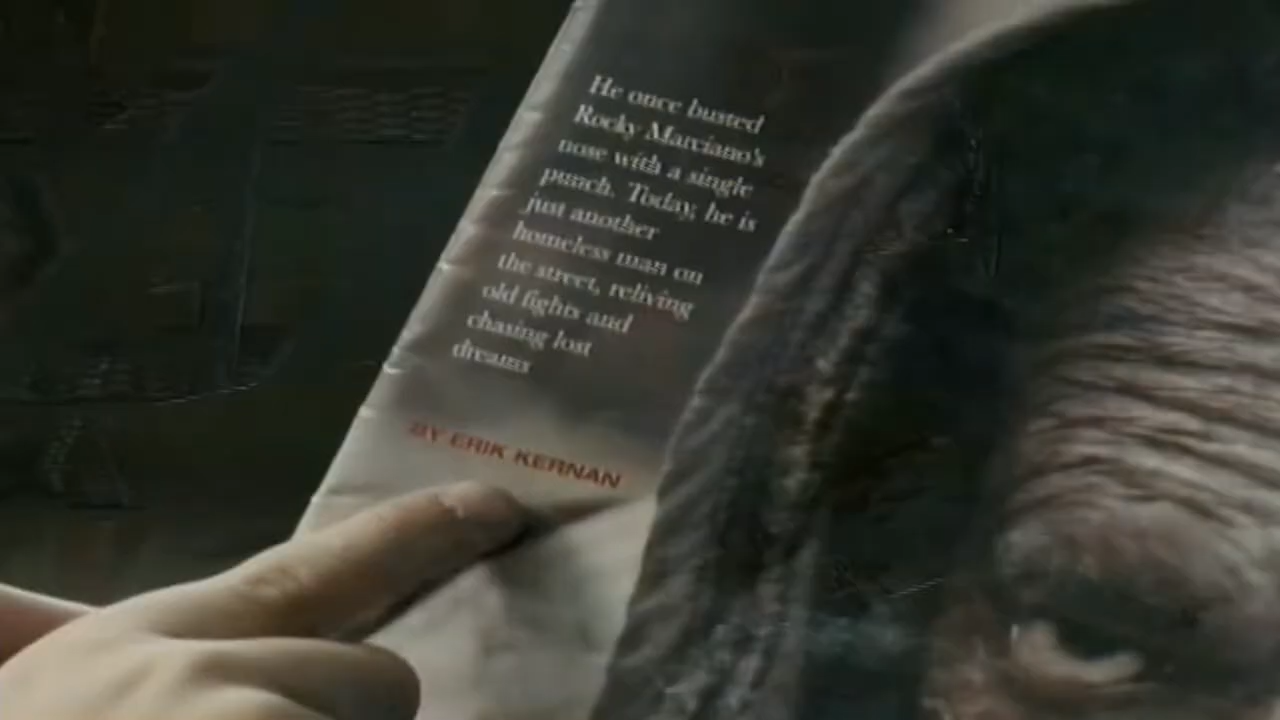 He once busted
Rocky Marciano's
nose with a single
punch. Today, he is
just another
homeless man on
the street, reliving
old fights and
chasing lost
dreams
BY ERIK KERNAN